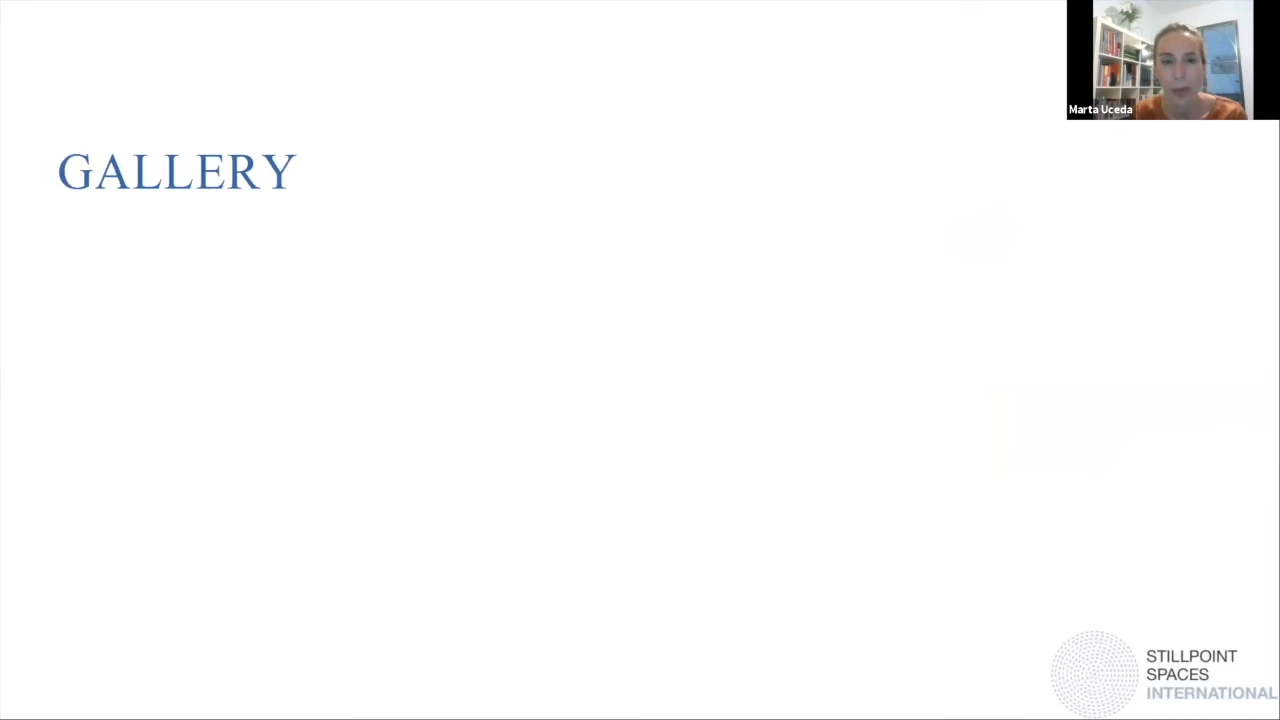 Marta Uceda
GALLERY
STILLPOINT
SPACES
INTERNATIONAL